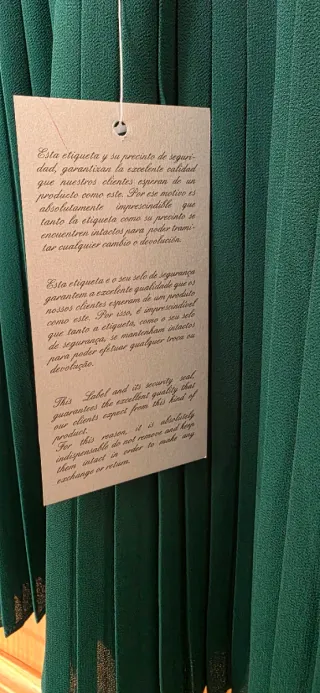 Esta etiqueta y su precinto de seguri-
dad, garantizan la excelente calidad
que nuestros clientes esperan de un
producto como este. Por ese motivo es
absolutamente imprescindible que
tanto la etiqueta como su precinto se
encuentren intactos para poder trami-
tar cualquier cambio o devolución.
Esta etiqueta e o seu selo de segurança
garantem a excelente qualidade que os
nossos clientes esperam de um produto
como este. Por isso, é imprescindível
que tanto a etiqueta, como o seu selo
de segurança, se mantenham intactos
para poder efetuar qualquer troca ou
devolução.
This Label and its security seal,
guarantees the excellent quality that
our clients expect from this kind of
product.
For this reason, it is absolutely
indispensable do not remove and keep
them intact in order to make any
exchange or return.